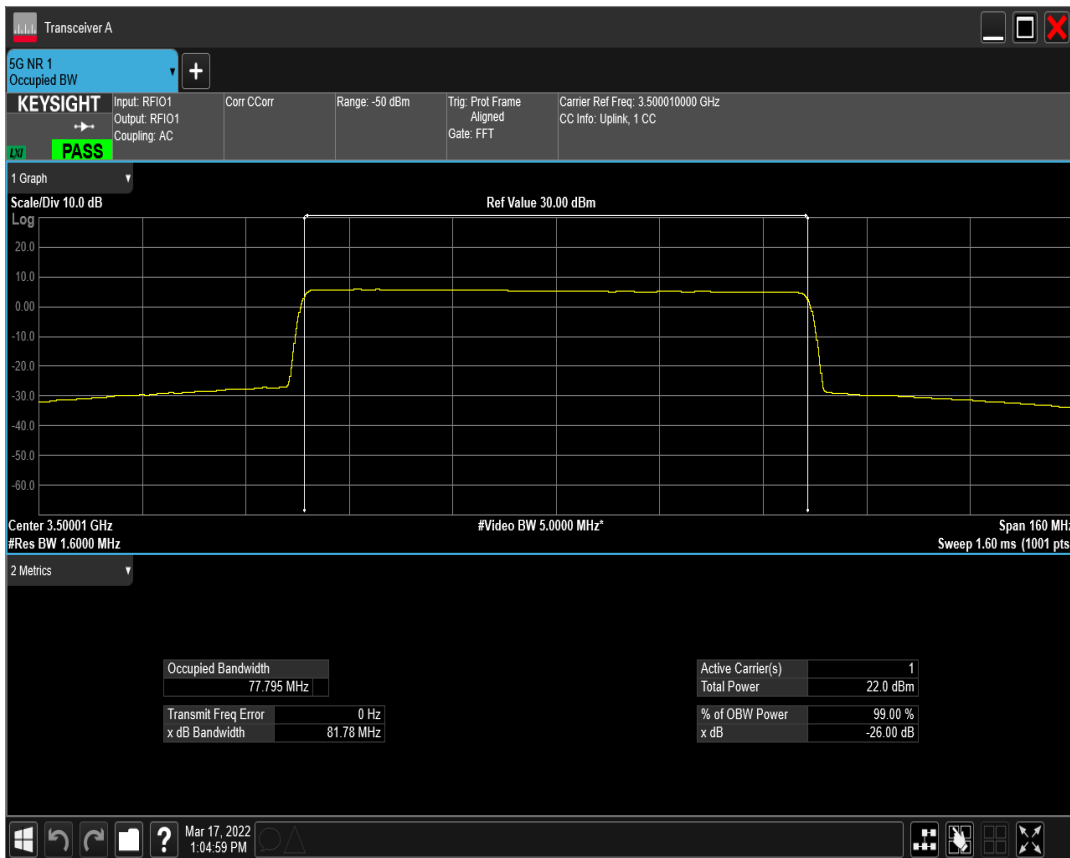 Transceiver A
5G NR 1
Occupied BW
KEYSIGHT
LXI
PASS
Input: RFIO1
Output: RFIO1
Coupling: AC
Corr CCorr
Range: -50 dBm
Trig: Prot Frame
Aligned
Gate: FFT
Carrier Ref Freq: 3.500010000 GHz
CC Info: Uplink, 1 CC
1 Graph
Scale/Div 10.0 dB
Ref Value 30.00 dBm
Log
20.0
10.0
0.00
-10.0
-20.0
-30.0
-40.0
-50.0
-60.0
Center 3.50001 GHz
#Video BW 5.0000 MHz*
Span 160 MHz
#Res BW 1.6000 MHz
Sweep 1.60 ms (1001 pts
2 Metrics
Occupied Bandwidth
77.795 MHz
Transmit Freq Error 0 Hz
x dB Bandwidth 81.78 MHz
Active Carrier(s) 1
Total Power 22.0 dBm
% of OBW Power 99.00 %
x dB -26.00 dB
?
Mar 17, 2022
1:04:59 PM